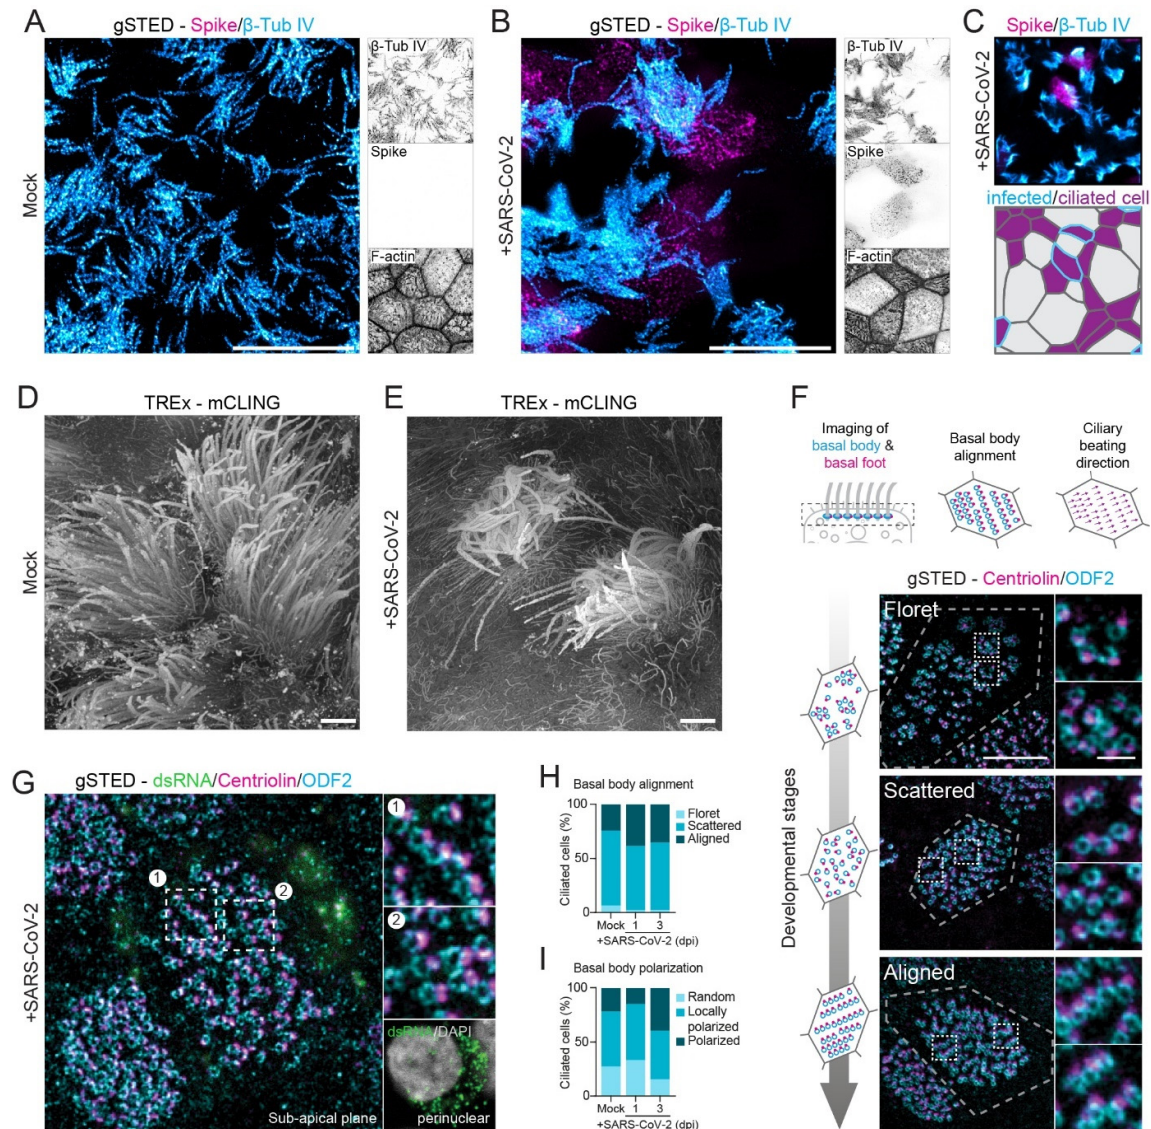 A
gSTED - Spike/β-Tub IV
Mock
β-Tub IV
Spike
F-actin
B
gSTED - Spike/β-Tub IV
+SARS-CoV-2
β-Tub IV
Spike
F-actin
C
Spike/β-Tub IV
+SARS-CoV-2
infected/ciliated cell
D
TREx - mCLING
Mock
E
TREx - mCLING
+SARS-CoV-2
F
Imaging of
basal body &
basal foot
Basal body
alignment
Ciliary
beating
direction
gSTED - Centriolin/ODF2
Developmental stages
Floret
Scattered
Aligned
G
gSTED - dsRNA/Centriolin/ODF2
+SARS-CoV-2
1
2
Sub-apical plane
1
2
dsRNA/DAPI
perinuclear
H
Basal body alignment
Ciliated cells (%)
100
50
0
Floret
Scattered
Aligned
Mock 1 3
+SARS-CoV-2 (dpi)
I
Basal body polarization
Ciliated cells (%)
100
50
0
Random
Locally
polarized
Polarized
Mock 1 3
+SARS-CoV-2 (dpi)